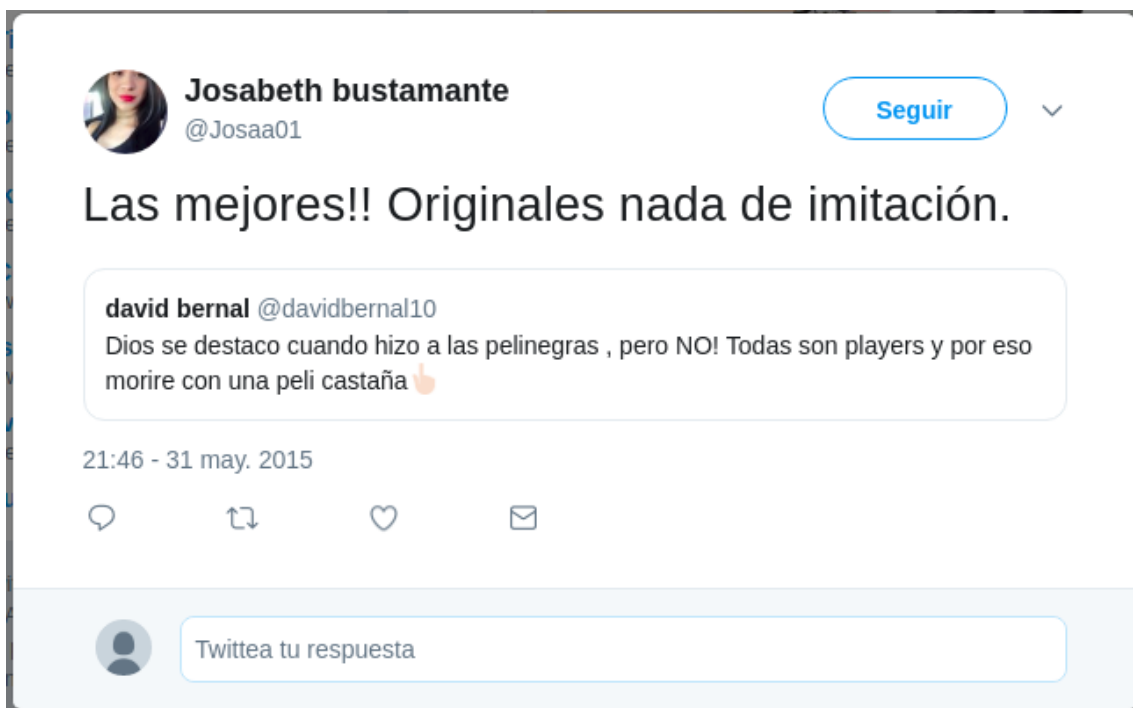 Josabeth bustamante
@Josaa01
Seguir
Las mejores!! Originales nada de imitación.
david bernal @davidbernal10
Dios se destaco cuando hizo a las pelinegras , pero NO! Todas son players y por eso
morire con una peli castaña👆🏻
21:46 - 31 may. 2015
Twittea tu respuesta